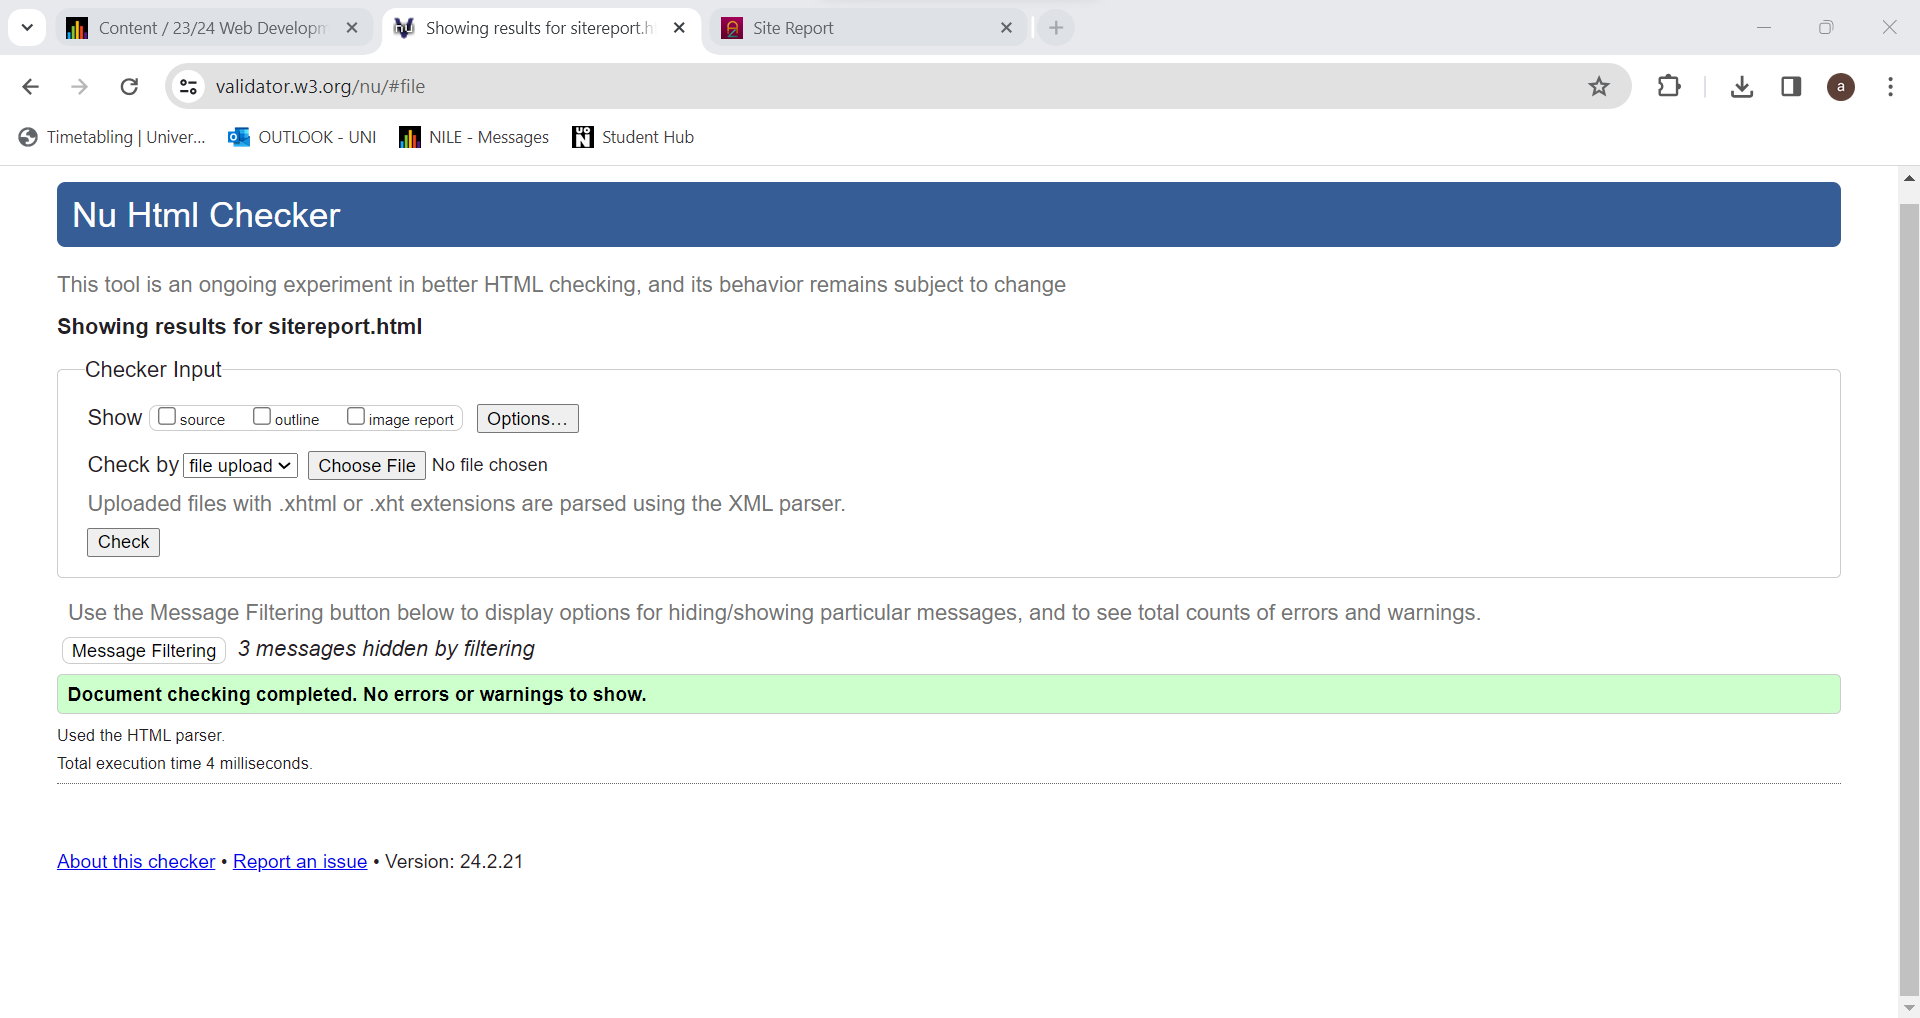 Content / 23/24 Web Developm
Showing results for sitereport.h
Site Report
validator.w3.org/nu/#file
a
Timetabling | Univer...
OUTLOOK - UNI
NILE - Messages
Student Hub
Nu Html Checker
This tool is an ongoing experiment in better HTML checking, and its behavior remains subject to change
Showing results for sitereport.html
Checker Input
Show source outline image report Options...
Check by file upload Choose File No file chosen
Uploaded files with .xhtml or .xht extensions are parsed using the XML parser.
Check
Use the Message Filtering button below to display options for hiding/showing particular messages, and to see total counts of errors and warnings.
Message Filtering 3 messages hidden by filtering
Document checking completed. No errors or warnings to show.
Used the HTML parser.
Total execution time 4 milliseconds.
About this checker • Report an issue • Version: 24.2.21